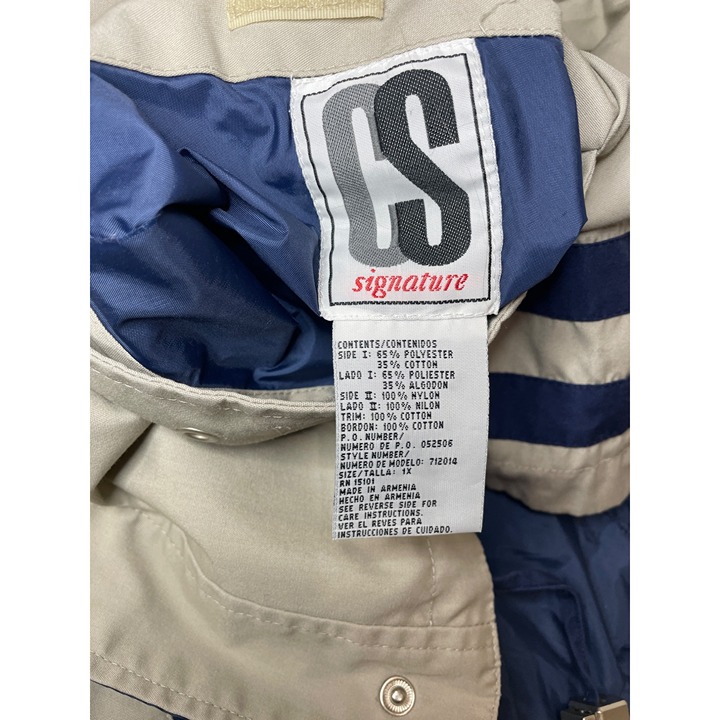 CS
signature
CONTENTS/CONTENIDOS
SIDE I: 65% POLYESTER
35% COTTON
LADO I: 65% POLIESTER
35% ALGODON
SIDE II: 100% NYLON
LADO II: 100% NILON
TRIM: 100% COTTON
BORDON: 100% COTTON
P.O. NUMBER/
NUMERO DE P.O. 052506
STYLE NUMBER/
NUMERO DE MODELO: 712014
SIZE/TALLA: 1X
RN 15101
MADE IN ARMENIA
HECHO EN ARMENIA
SEE REVERSE SIDE FOR
CARE INSTRUCTIONS.
VER EL REVES PARA
INSTRUCCIONES DE CUIDADO.